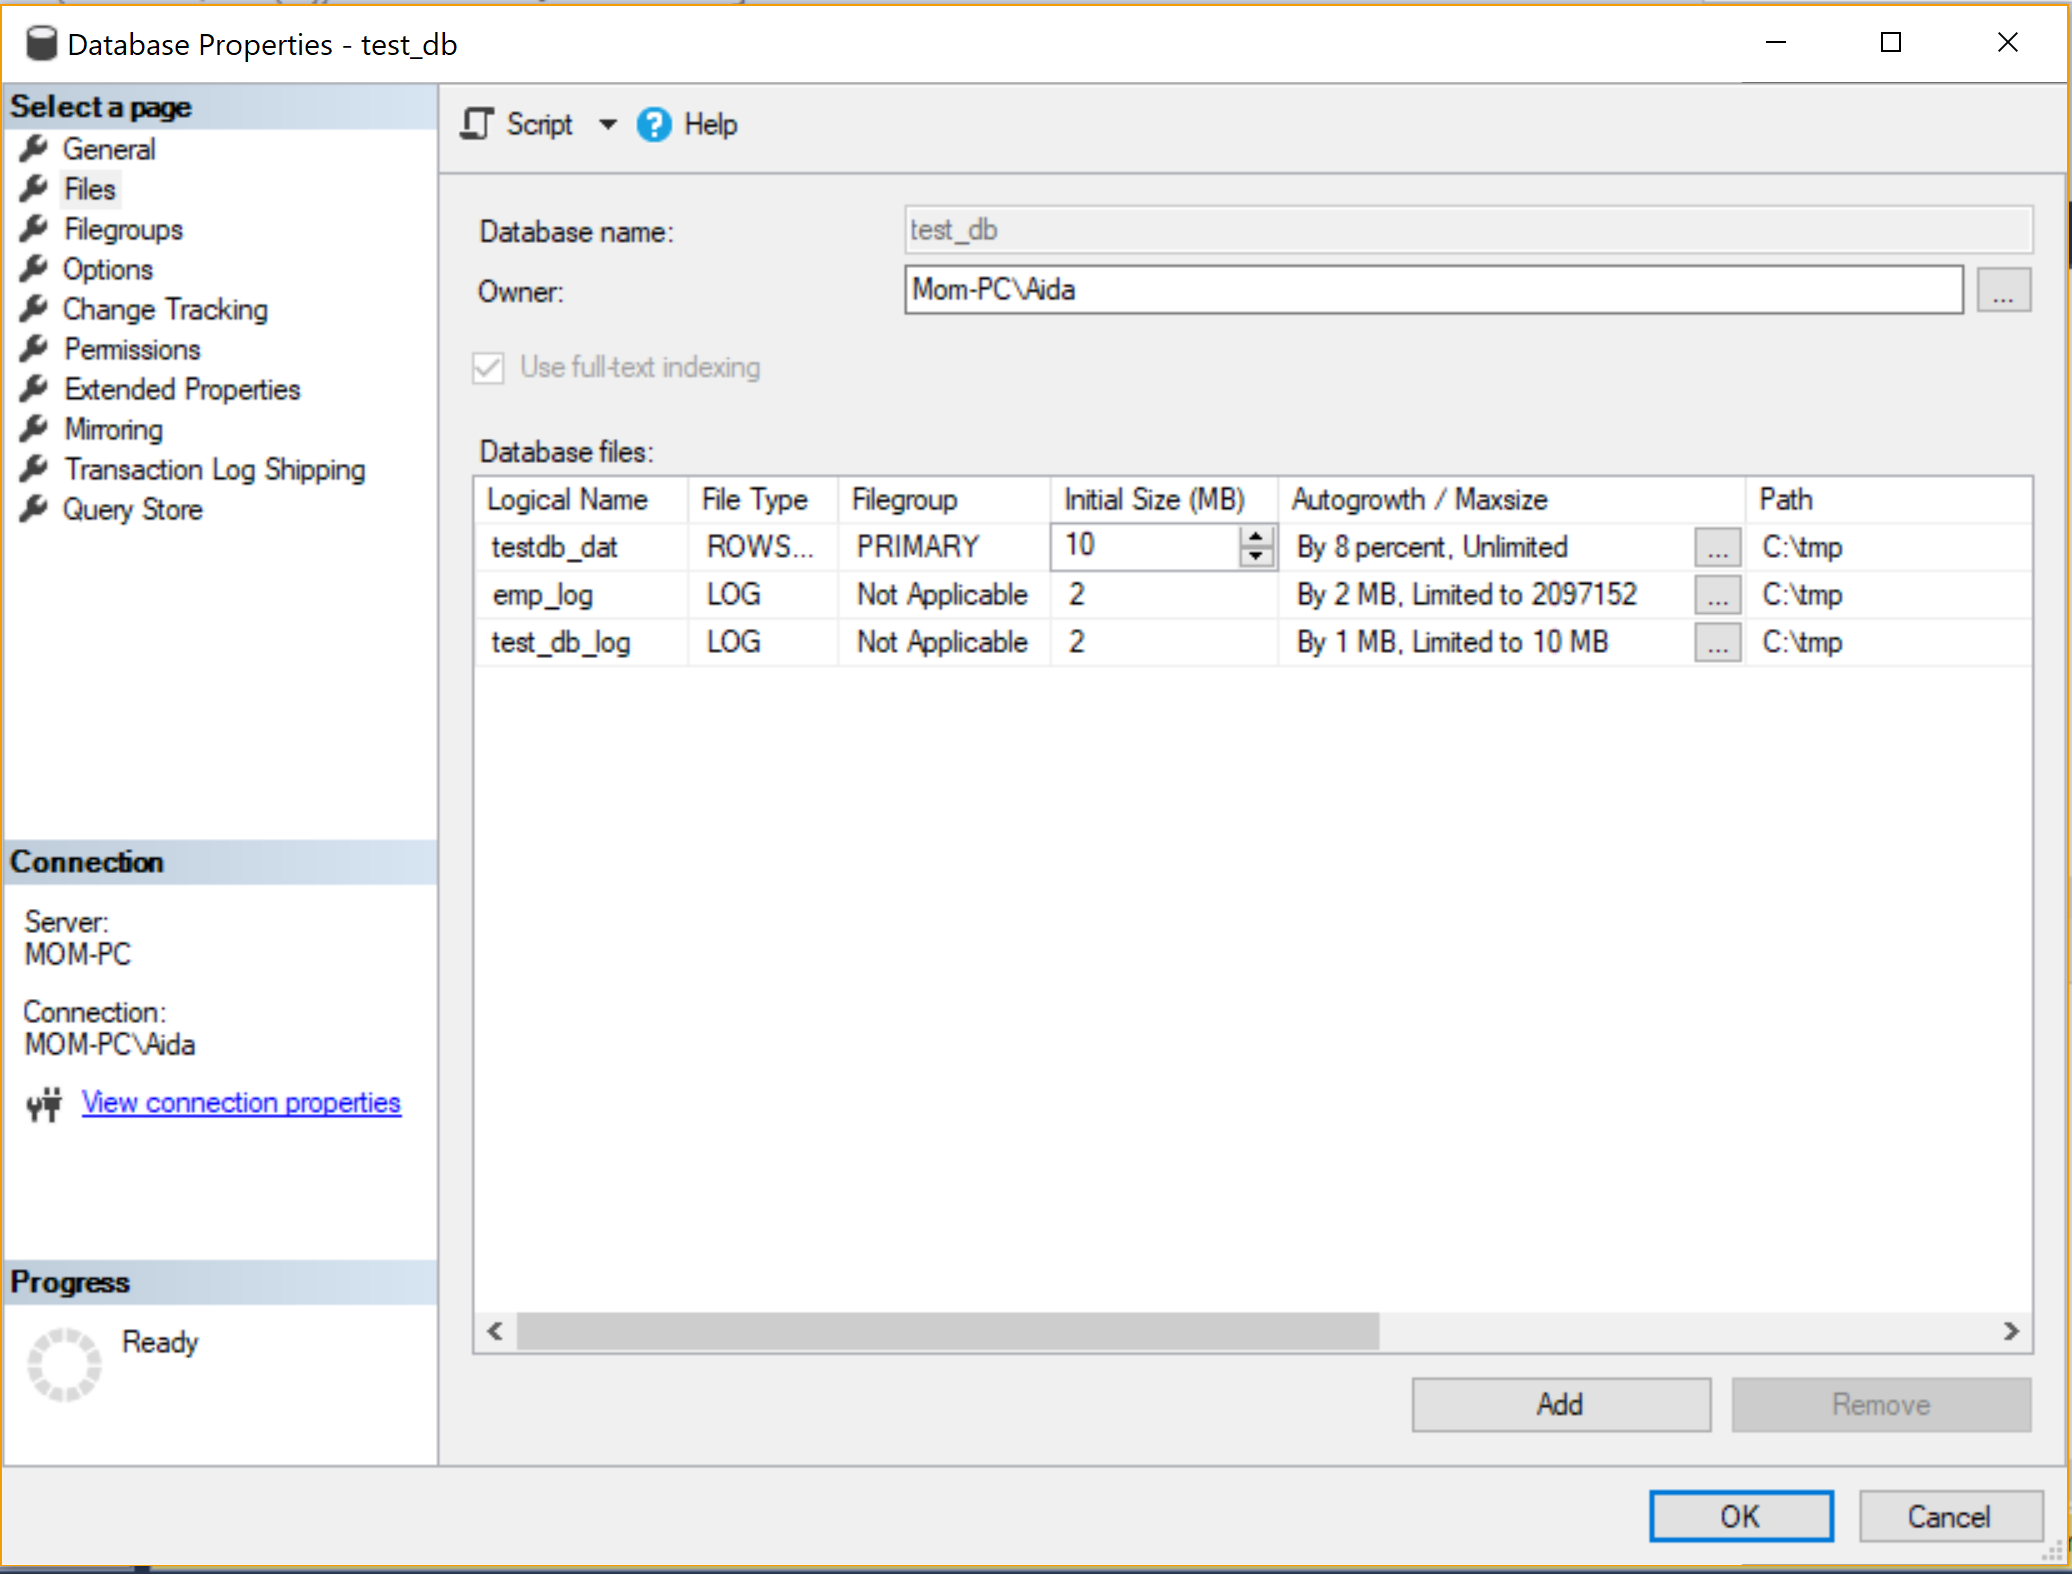 Database Properties - test_db
Select a page
General
Files
Filegroups
Options
Change Tracking
Permissions
Extended Properties
Mirroring
Transaction Log Shipping
Query Store
Connection
Server:
MOM-PC
Connection:
MOM-PC\Aida
View connection properties
Progress
Ready
Script Help
Database name: test_db
Owner: Mom-PC\Aida ...
Use full-text indexing
Database files:
Logical Name File Type Filegroup Initial Size (MB) Autogrowth / Maxsize Path
testdb_dat ROWS... PRIMARY 10 By 8 percent, Unlimited ... C:\tmp
emp_log LOG Not Applicable 2 By 2 MB, Limited to 2097152 ... C:\tmp
test_db_log LOG Not Applicable 2 By 1 MB, Limited to 10 MB ... C:\tmp
Add Remove
OK Cancel